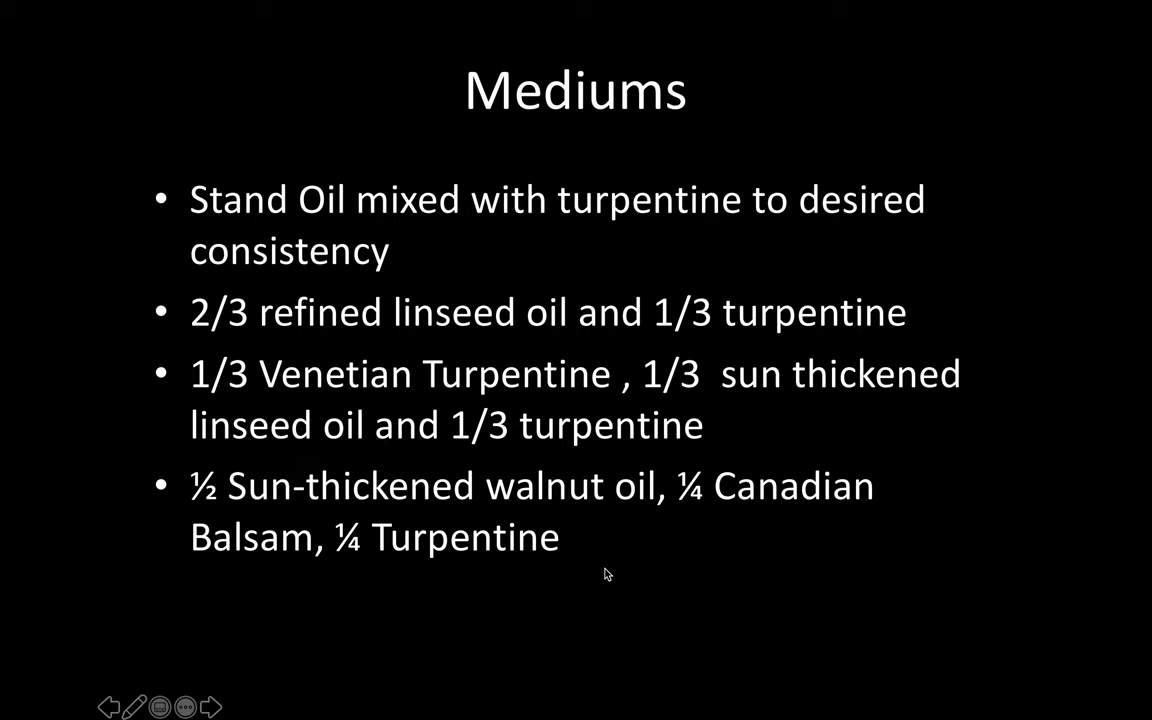 Mediums
• Stand Oil mixed with turpentine to desired
consistency
• 2/3 refined linseed oil and 1/3 turpentine
• 1/3 Venetian Turpentine , 1/3  sun thickened
linseed oil and 1/3 turpentine
• ½ Sun-thickened walnut oil, ¼ Canadian
Balsam, ¼ Turpentine